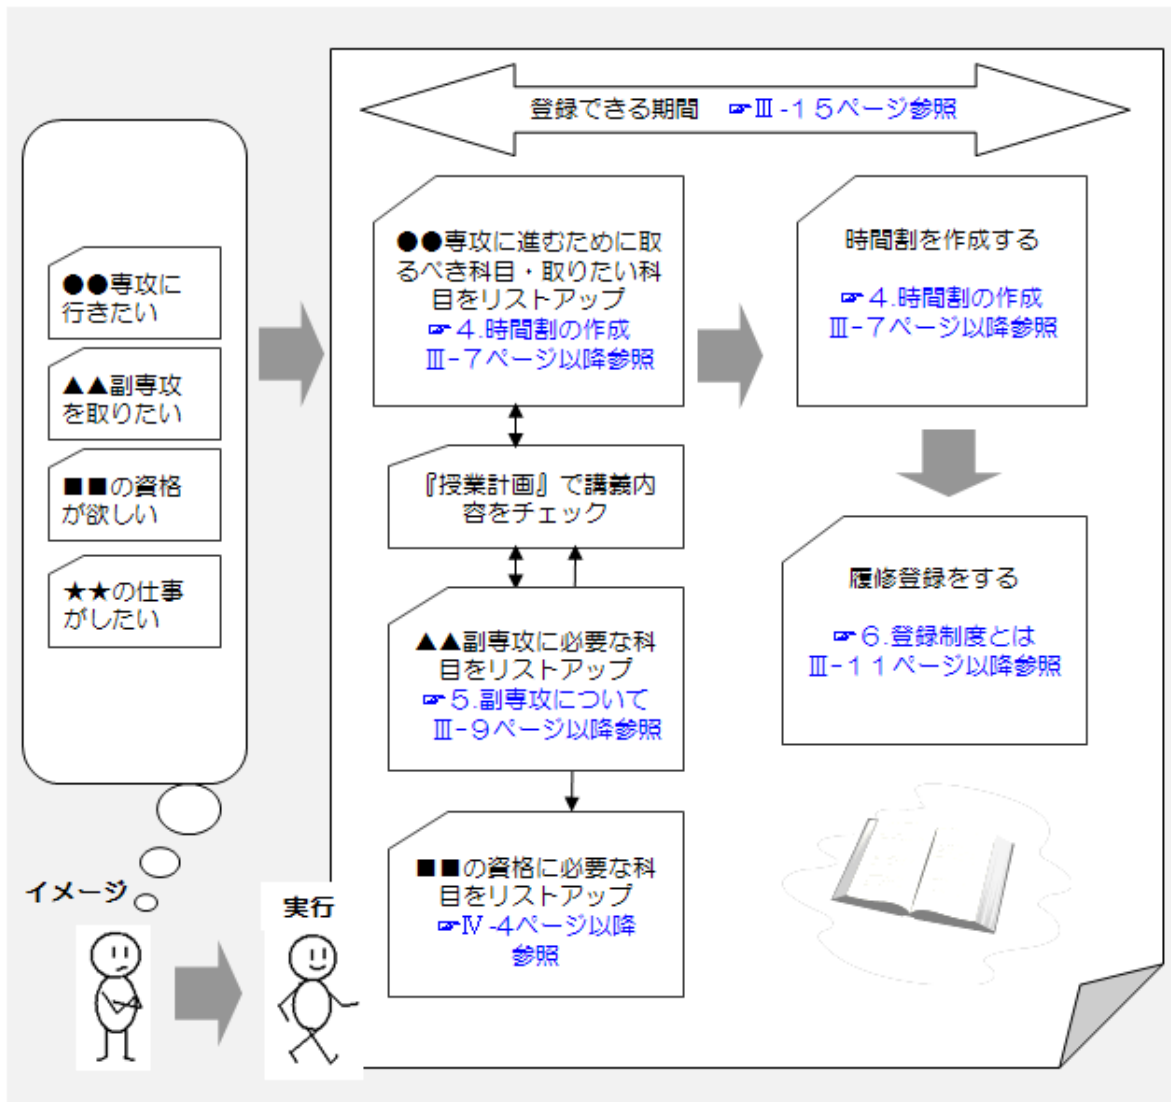 登録できる期間　☞Ⅲ-１５ページ参照
●●専攻に
行きたい
▲▲副専攻
を取りたい
■■の資格
が欲しい
★★の仕事
がしたい
イメージ
実行
●●専攻に進むために取
るべき科目・取りたい科
目をリストアップ
☞４.時間割の作成
Ⅲ-７ページ以降参照
『授業計画』で講義内
容をチェック
▲▲副専攻に必要な科
目をリストアップ
☞５.副専攻について
Ⅲ-９ページ以降参照
■■の資格に必要な科
目をリストアップ
☞Ⅳ-4ページ以降
参照
時間割を作成する
☞４.時間割の作成
Ⅲ-７ページ以降参照
履修登録をする
☞６.登録制度とは
Ⅲ-１１ページ以降参照